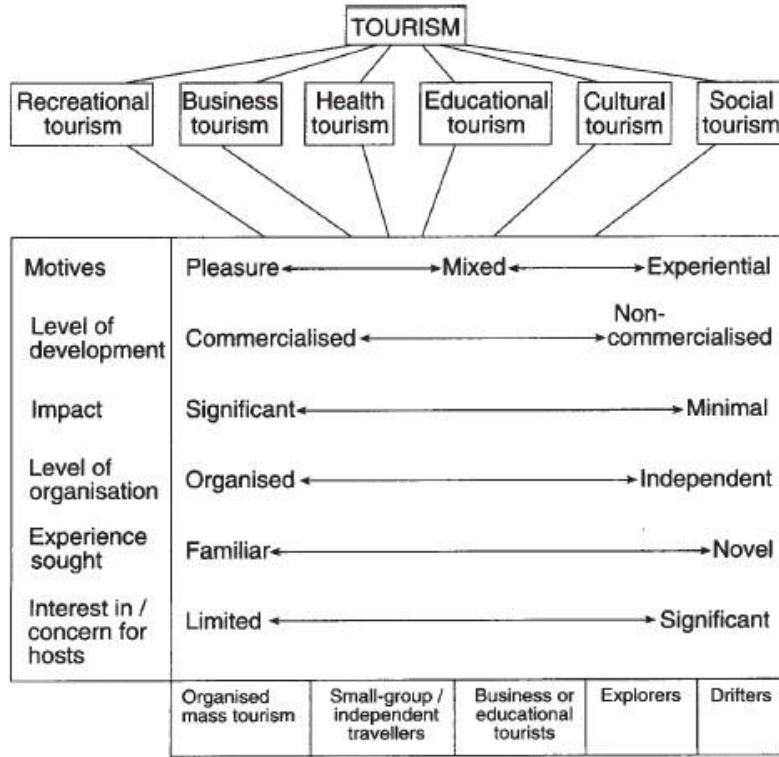 TOURISM
Recreational
tourism
Business
tourism
Health
tourism
Educational
tourism
Cultural
tourism
Social
tourism
Motives
Pleasure
Mixed
Experiential
Level of
development
Commercialised
Non-
commercialised
Impact
Significant
Minimal
Level of
organisation
Organised
Independent
Experience
sought
Familiar
Novel
Interest in /
concern for
hosts
Limited
Significant
Organised
mass tourism
Small-group /
independent
travellers
Business or
educational
tourists
Explorers
Drifters